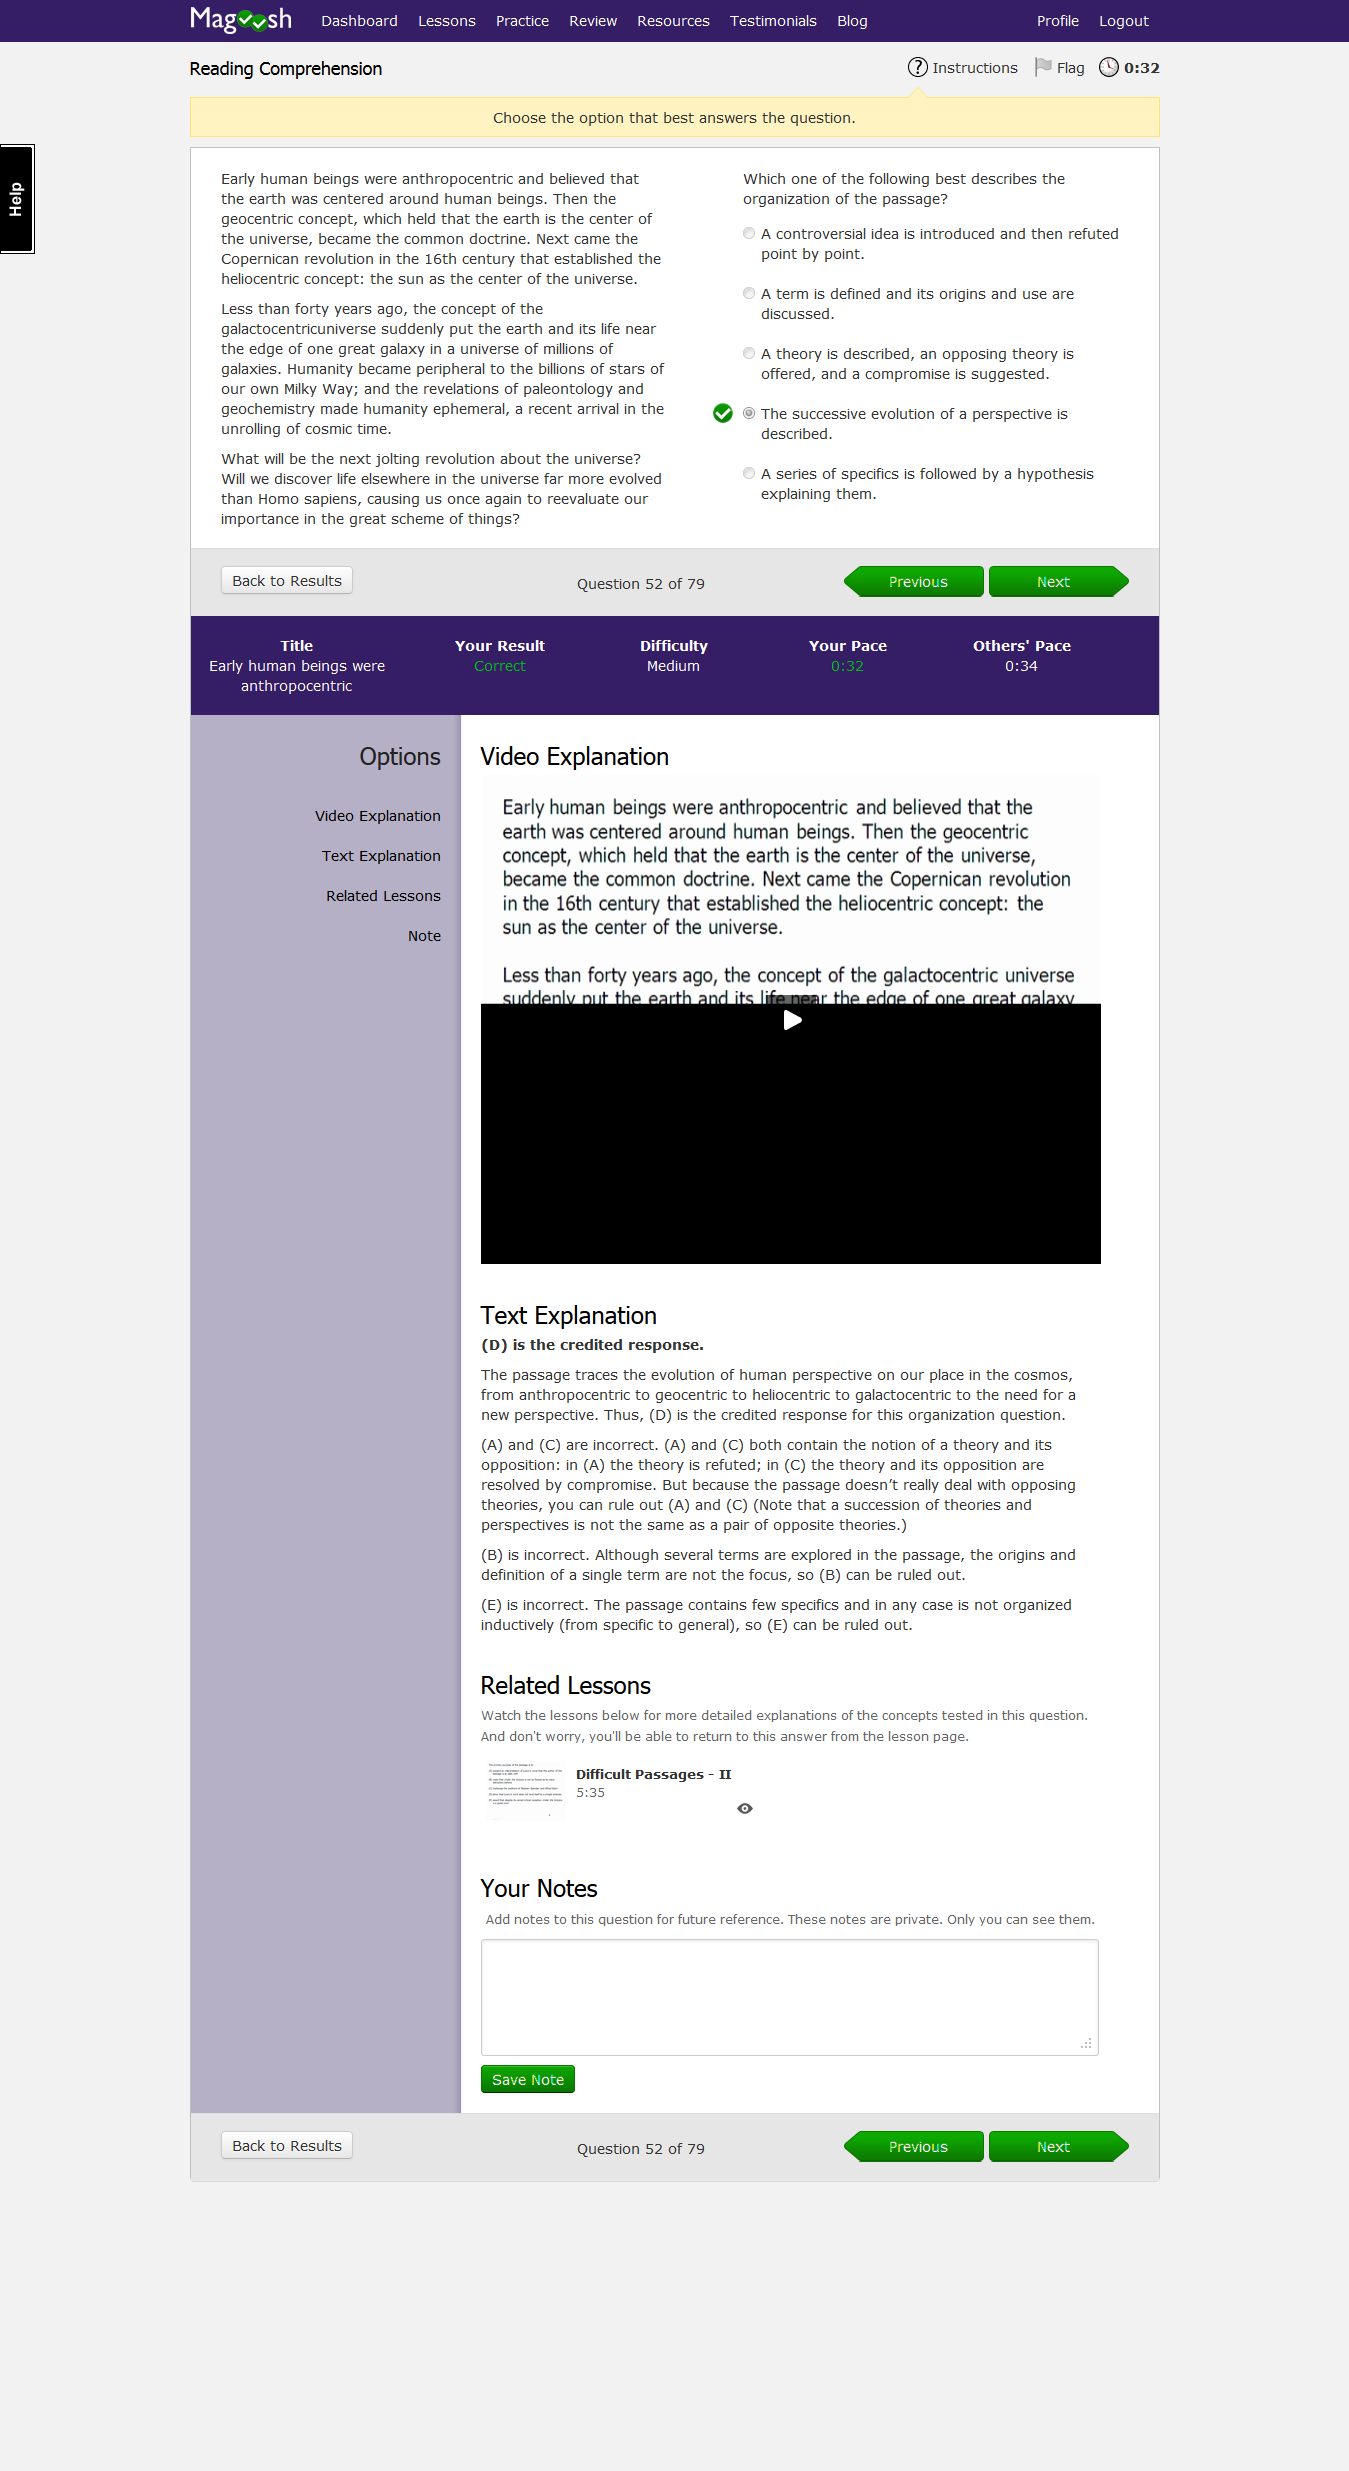 Magoosh Dashboard Lessons Practice Review Resources Testimonials Blog Profile Logout
Reading Comprehension
? Instructions Flag 0:32
Choose the option that best answers the question.
Help
Early human beings were anthropocentric and believed that
the earth was centered around human beings. Then the
geocentric concept, which held that the earth is the center of
the universe, became the common doctrine. Next came the
Copernican revolution in the 16th century that established the
heliocentric concept: the sun as the center of the universe.
Less than forty years ago, the concept of the
galactocentricuniverse suddenly put the earth and its life near
the edge of one great galaxy in a universe of millions of
galaxies. Humanity became peripheral to the billions of stars of
our own Milky Way; and the revelations of paleontology and
geochemistry made humanity ephemeral, a recent arrival in the
unrolling of cosmic time.
What will be the next jolting revolution about the universe?
Will we discover life elsewhere in the universe far more evolved
than Homo sapiens, causing us once again to reevaluate our
importance in the great scheme of things?
Which one of the following best describes the
organization of the passage?
A controversial idea is introduced and then refuted
point by point.
A term is defined and its origins and use are
discussed.
A theory is described, an opposing theory is
offered, and a compromise is suggested.
The successive evolution of a perspective is
described.
A series of specifics is followed by a hypothesis
explaining them.
Back to Results Question 52 of 79 Previous Next
Title Your Result Difficulty Your Pace Others' Pace
Early human beings were Correct Medium 0:32 0:34
anthropocentric
Options
Video Explanation
Text Explanation
Related Lessons
Note
Video Explanation
Early human beings were anthropocentric and believed that the
earth was centered around human beings. Then the geocentric
concept, which held that the earth is the center of the universe,
became the common doctrine. Next came the Copernican revolution
in the 16th century that established the heliocentric concept: the
sun as the center of the universe.
Less than forty years ago, the concept of the galactocentric universe
suddenly put the earth and its life near the edge of one great galaxy
Text Explanation
(D) is the credited response.
The passage traces the evolution of human perspective on our place in the cosmos,
from anthropocentric to geocentric to heliocentric to galactocentric to the need for a
new perspective. Thus, (D) is the credited response for this organization question.
(A) and (C) are incorrect. (A) and (C) both contain the notion of a theory and its
opposition: in (A) the theory is refuted; in (C) the theory and its opposition are
resolved by compromise. But because the passage doesn’t really deal with opposing
theories, you can rule out (A) and (C) (Note that a succession of theories and
perspectives is not the same as a pair of opposite theories.)
(B) is incorrect. Although several terms are explored in the passage, the origins and
definition of a single term are not the focus, so (B) can be ruled out.
(E) is incorrect. The passage contains few specifics and in any case is not organized
inductively (from specific to general), so (E) can be ruled out.
Related Lessons
Watch the lessons below for more detailed explanations of the concepts tested in this question.
And don't worry, you'll be able to return to this answer from the lesson page.
Difficult Passages - II
5:35
Your Notes
Add notes to this question for future reference. These notes are private. Only you can see them.
Save Note
Back to Results Question 52 of 79 Previous Next